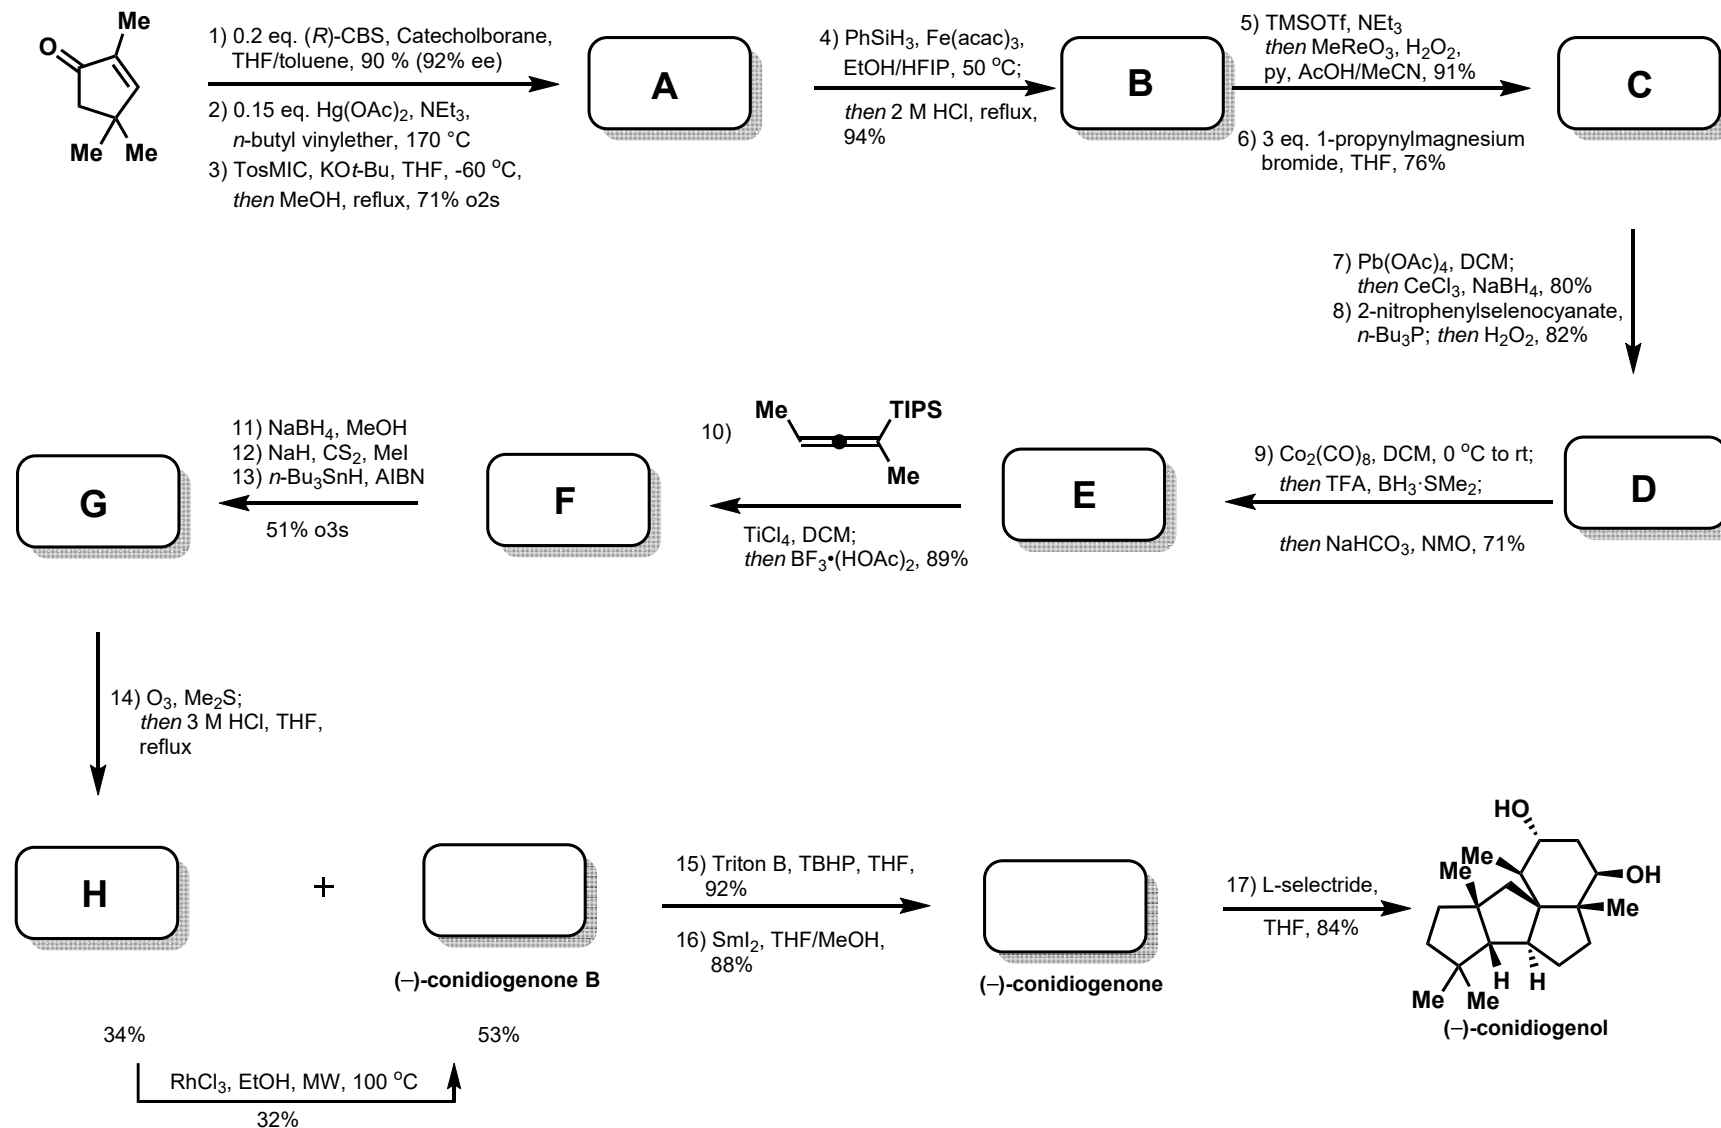 Me
O
Me
Me
1) 0.2 eq. (R)-CBS, Catecholborane,
THF/toluene, 90 % (92% ee)
2) 0.15 eq. Hg(OAc)₂, NEt₃,
n-butyl vinylether, 170 °C
3) TosMIC, KOt-Bu, THF, -60 °C,
then MeOH, reflux, 71% o2s
A
4) PhSiH₃, Fe(acac)₃,
EtOH/HFIP, 50 °C;
then 2 M HCl, reflux,
94%
B
5) TMSOTf, NEt₃
then MeReO₃, H₂O₂,
py, AcOH/MeCN, 91%
6) 3 eq. 1-propynylmagnesium
bromide, THF, 76%
C
7) Pb(OAc)₄, DCM;
then CeCl₃, NaBH₄, 80%
8) 2-nitrophenylselenocyanate,
n-Bu₃P; then H₂O₂, 82%
D
9) Co₂(CO)₈, DCM, 0 °C to rt;
then TFA, BH₃·SMe₂;
then NaHCO₃, NMO, 71%
E
10)
Me
TIPS
Me
TiCl₄, DCM;
then BF₃•(HOAc)₂, 89%
F
11) NaBH₄, MeOH
12) NaH, CS₂, MeI
13) n-Bu₃SnH, AIBN
51% o3s
G
14) O₃, Me₂S;
then 3 M HCl, THF,
reflux
H
+
(–)-conidiogenone B
34%
53%
RhCl₃, EtOH, MW, 100 °C
32%
15) Triton B, TBHP, THF,
92%
16) SmI₂, THF/MeOH,
88%
(–)-conidiogenone
17) L-selectride,
THF, 84%
HO
Me
Me
OH
Me
H
H
Me
Me
(–)-conidiogenol